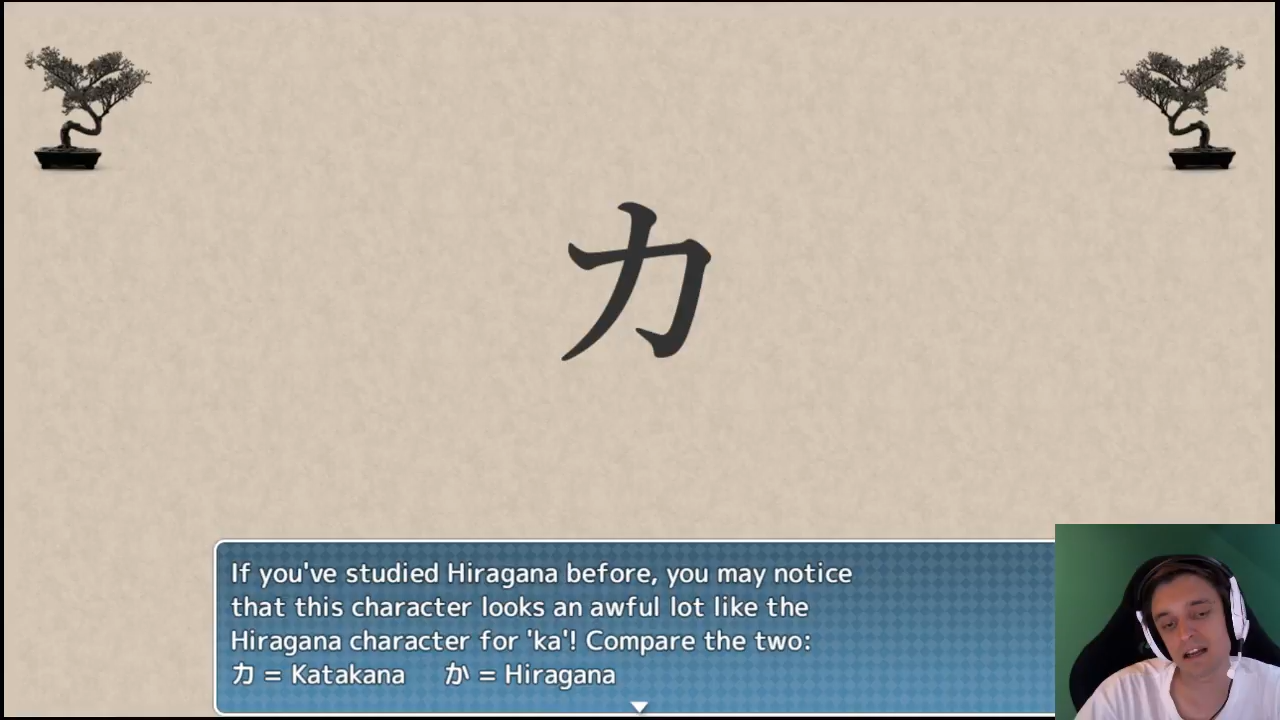 カ
If you've studied Hiragana before, you may notice
that this character looks an awful lot like the
Hiragana character for 'ka'! Compare the two:
カ = Katakana か = Hiragana